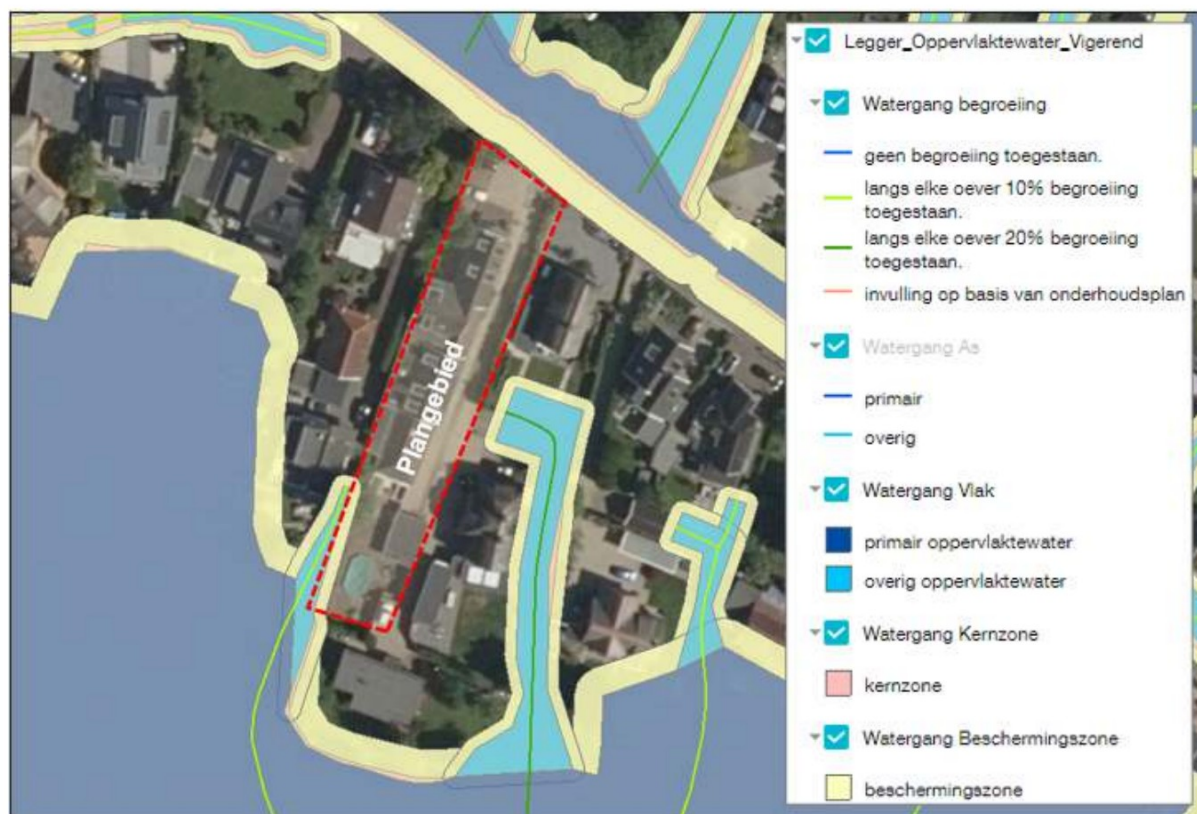 Legger_Oppervlaktewater_Vigerend
Watergang begroeiing
geen begroeiing toegestaan.
langs elke oever 10% begroeiing
toegestaan.
langs elke oever 20% begroeiing
toegestaan.
invulling op basis van onderhoudsplan
Watergang As
primair
overig
Watergang Vlak
primair oppervlaktewater
overig oppervlaktewater
Watergang Kernzone
kernzone
Watergang Beschermingszone
beschermingszone
Plangebied